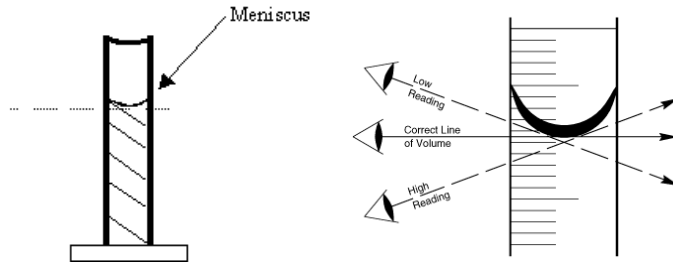 Meniscus
Low
Reading
Correct Line
of Volume
High
Reading